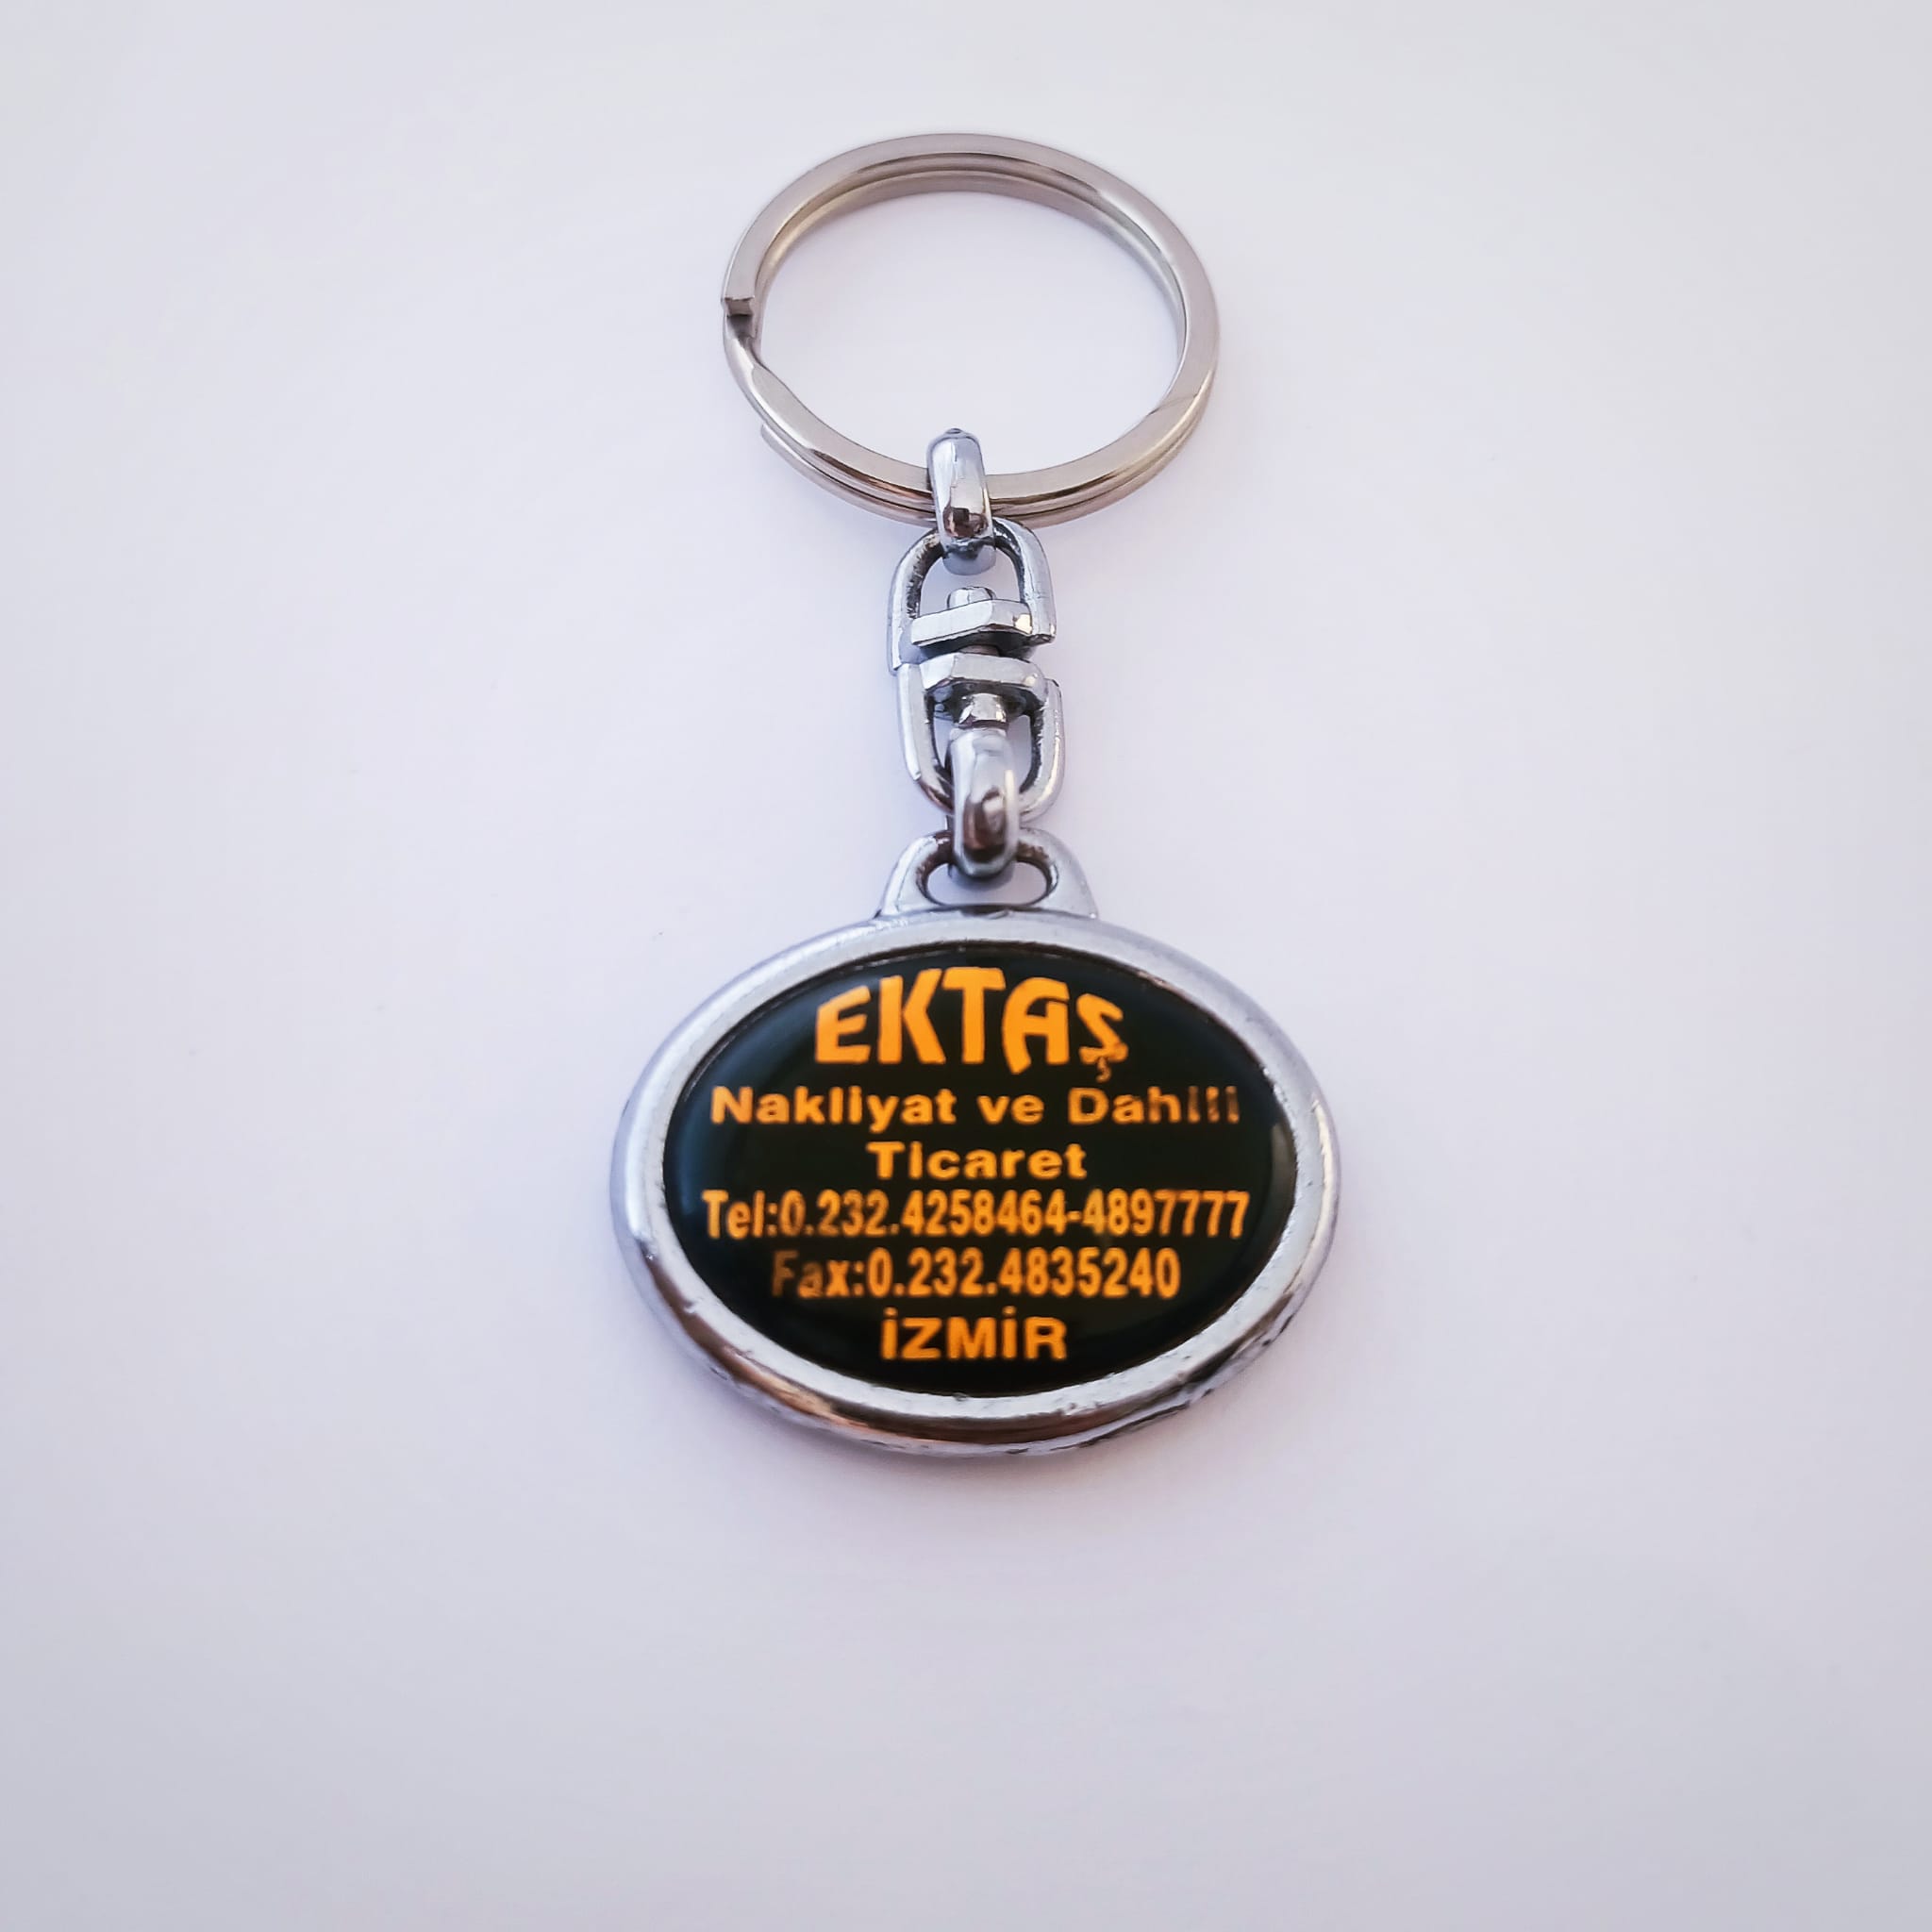 EKTAŞ
Nakliyat ve Dahili
Ticaret
Tel:0.232.4258464-4897777
Fax:0.232.4835240
İZMİR